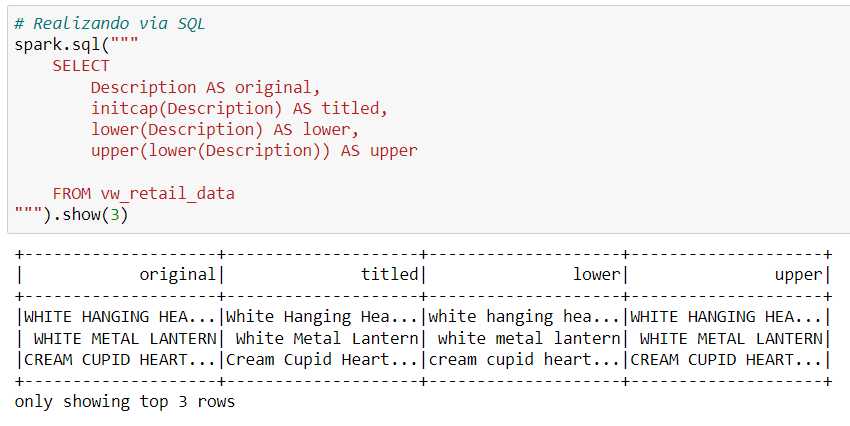 # Realizando via SQL
spark.sql("""
    SELECT
        Description AS original,
        initcap(Description) AS titled,
        lower(Description) AS lower,
        upper(lower(Description)) AS upper

    FROM vw_retail_data
""").show(3)
+--------------------+--------------------+--------------------+--------------------+
|            original|              titled|               lower|               upper|
+--------------------+--------------------+--------------------+--------------------+
|WHITE HANGING HEA...|White Hanging Hea...|white hanging hea...|WHITE HANGING HEA...|
| WHITE METAL LANTERN| White Metal Lantern| white metal lantern| WHITE METAL LANTERN|
|CREAM CUPID HEART...|Cream Cupid Heart...|cream cupid heart...|CREAM CUPID HEART...|
+--------------------+--------------------+--------------------+--------------------+
only showing top 3 rows